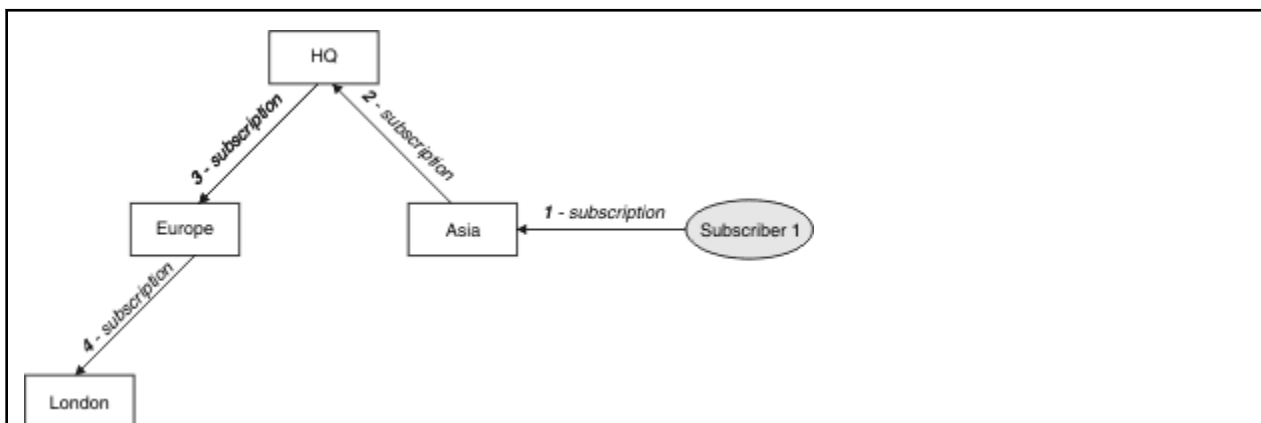 HQ
2 - subscription
3 - subscription
Europe
Asia
1 - subscription
Subscriber 1
4 - subscription
London